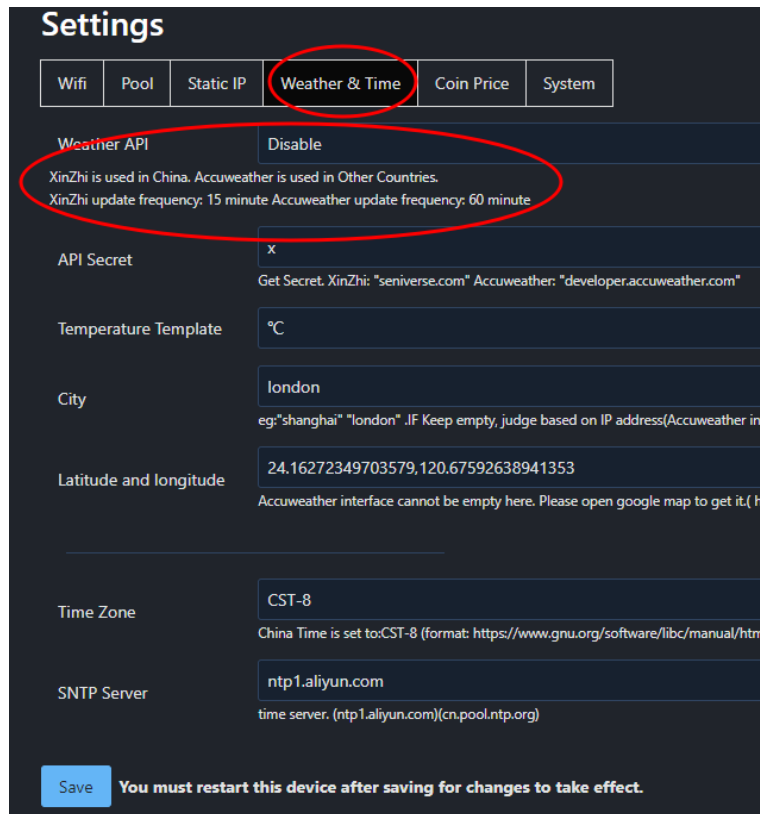 Settings
Wifi Pool Static IP Weather & Time Coin Price System
Weather API Disable
XinZhi is used in China. Accuweather is used in Other Countries.
XinZhi update frequency: 15 minute Accuweather update frequency: 60 minute
API Secret x
Get Secret. XinZhi: "seniverse.com" Accuweather: "developer.accuweather.com"
Temperature Template ℃
City london
eg:"shanghai" "london" .IF Keep empty, judge based on IP address(Accuweather in
Latitude and longitude 24.16272349703579,120.67592638941353
Accuweather interface cannot be empty here. Please open google map to get it.( h
Time Zone CST-8
China Time is set to:CST-8 (format: https://www.gnu.org/software/libc/manual/htm
SNTP Server ntp1.aliyun.com
time server. (ntp1.aliyun.com)(cn.pool.ntp.org)
Save You must restart this device after saving for changes to take effect.